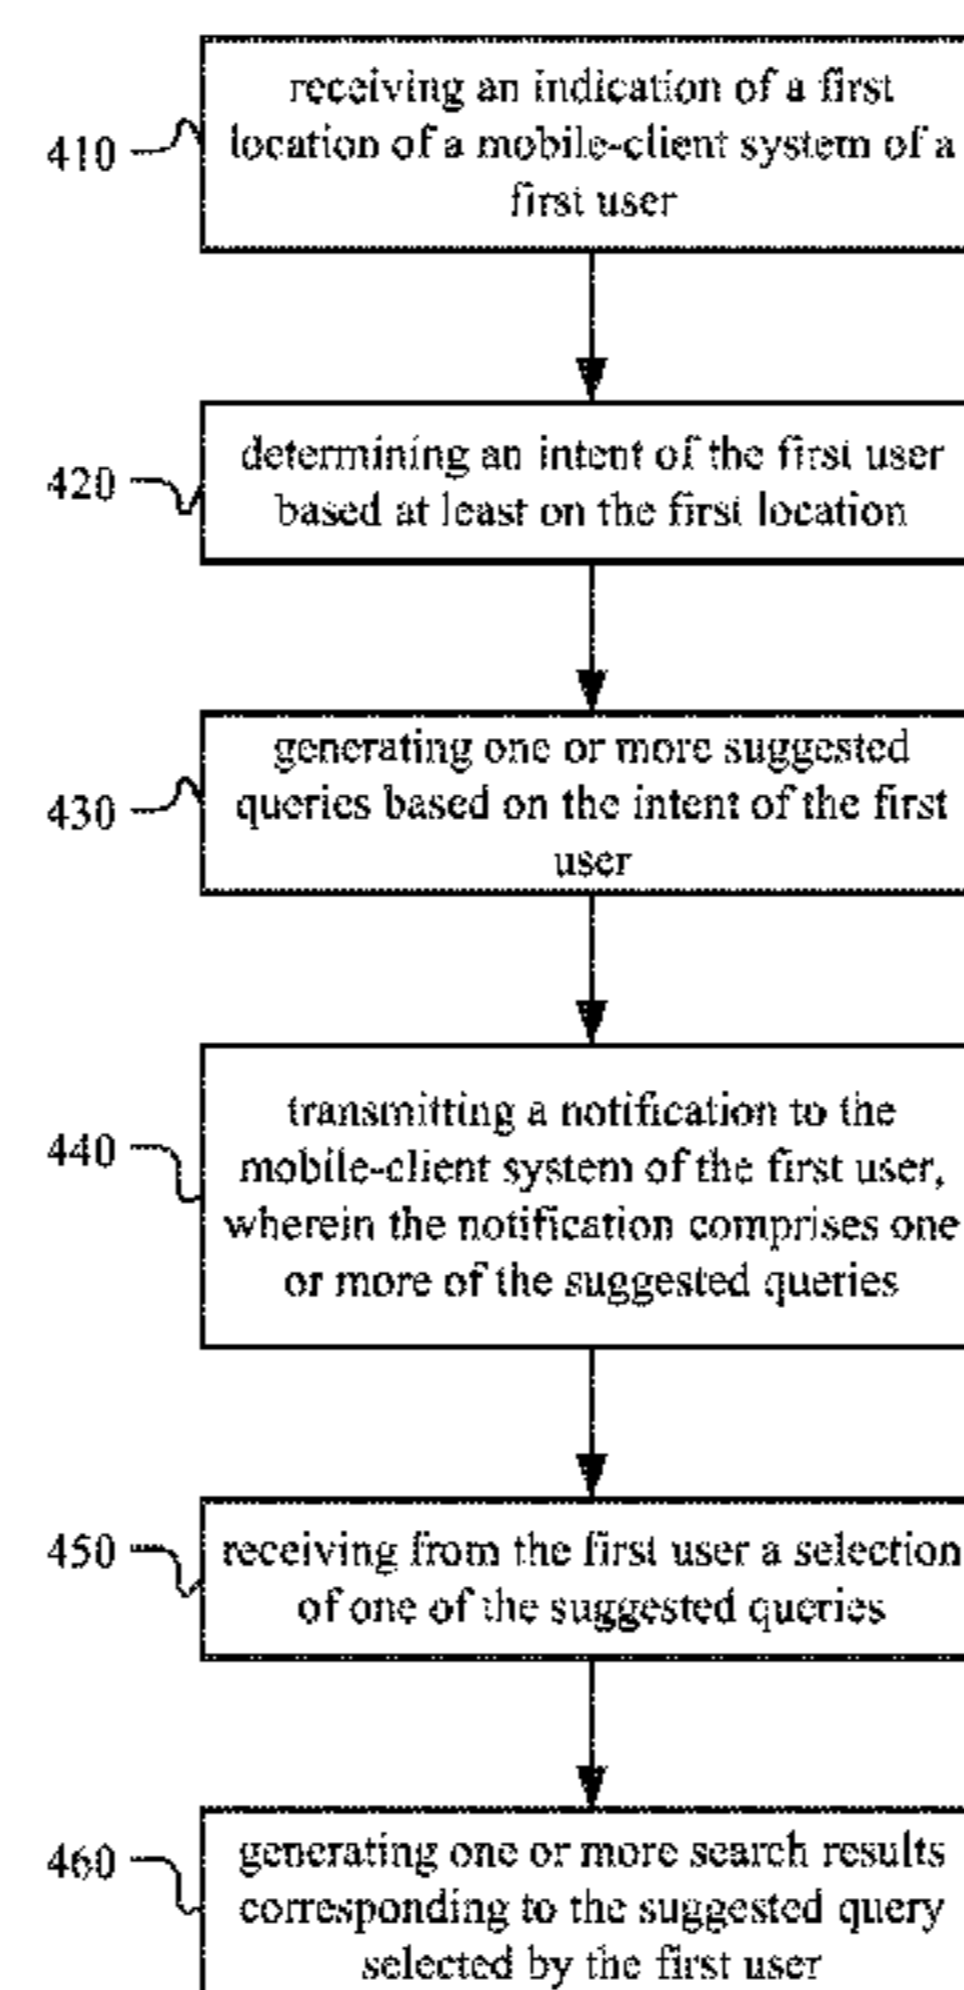 410
receiving an indication of a first
location of a mobile-client system of a
first user
420
determining an intent of the first user
based at least on the first location
430
generating one or more suggested
queries based on the intent of the first
user
440
transmitting a notification to the
mobile-client system of the first user,
wherein the notification comprises one
or more of the suggested queries
450
receiving from the first user a selection
of one of the suggested queries
460
generating one or more search results
corresponding to the suggested query
selected by the first user